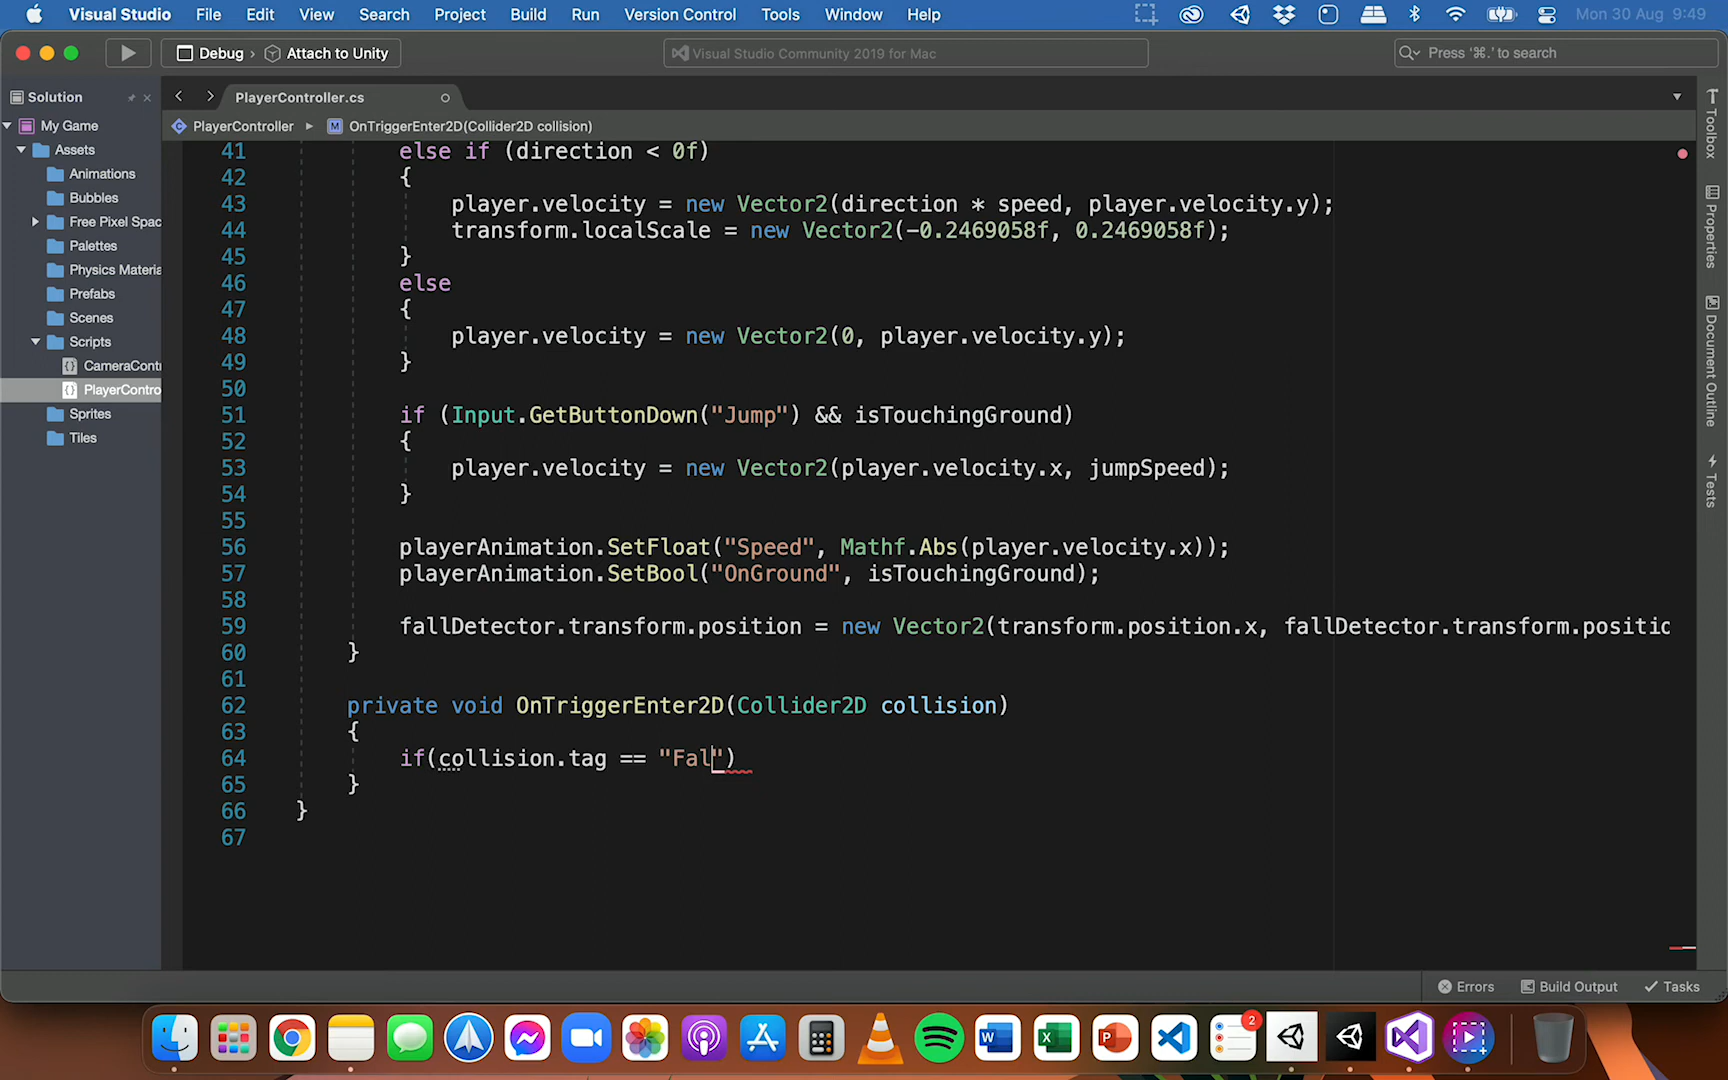 Visual Studio File Edit View Search Project Build Run Version Control Tools Window Help Mon 30 Aug 9:49
Debug › Attach to Unity Visual Studio Community 2019 for Mac Press '⌘.' to search
Solution PlayerController.cs
PlayerController OnTriggerEnter2D(Collider2D collision)
My Game
Assets
Animations
Bubbles
Free Pixel Spac
Palettes
Physics Materia
Prefabs
Scenes
Scripts
CameraCont
PlayerContro
Sprites
Tiles
41 else if (direction < 0f)
42 {
43 player.velocity = new Vector2(direction * speed, player.velocity.y);
44 transform.localScale = new Vector2(-0.2469058f, 0.2469058f);
45 }
46 else
47 {
48 player.velocity = new Vector2(0, player.velocity.y);
49 }
50
51 if (Input.GetButtonDown("Jump") && isTouchingGround)
52 {
53 player.velocity = new Vector2(player.velocity.x, jumpSpeed);
54 }
55
56 playerAnimation.SetFloat("Speed", Mathf.Abs(player.velocity.x));
57 playerAnimation.SetBool("OnGround", isTouchingGround);
58
59 fallDetector.transform.position = new Vector2(transform.position.x, fallDetector.transform.positic
60 }
61
62 private void OnTriggerEnter2D(Collider2D collision)
63 {
64 if(collision.tag == "Fal")
65 }
66 }
67
Toolbox
Properties
Document Outline
Tests
Errors Build Output Tasks
2